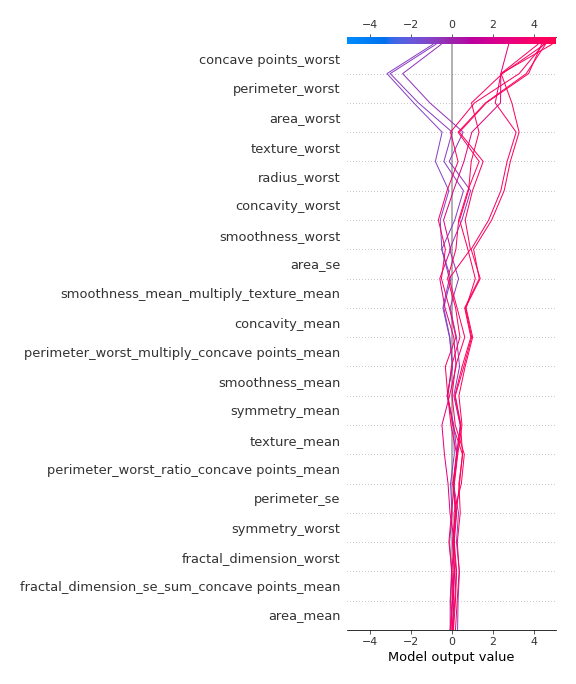 −4 −2 0 2 4
concave points_worst
perimeter_worst
area_worst
texture_worst
radius_worst
concavity_worst
smoothness_worst
area_se
smoothness_mean_multiply_texture_mean
concavity_mean
perimeter_worst_multiply_concave points_mean
smoothness_mean
symmetry_mean
texture_mean
perimeter_worst_ratio_concave points_mean
perimeter_se
symmetry_worst
fractal_dimension_worst
fractal_dimension_se_sum_concave points_mean
area_mean
−4 −2 0 2 4
Model output value